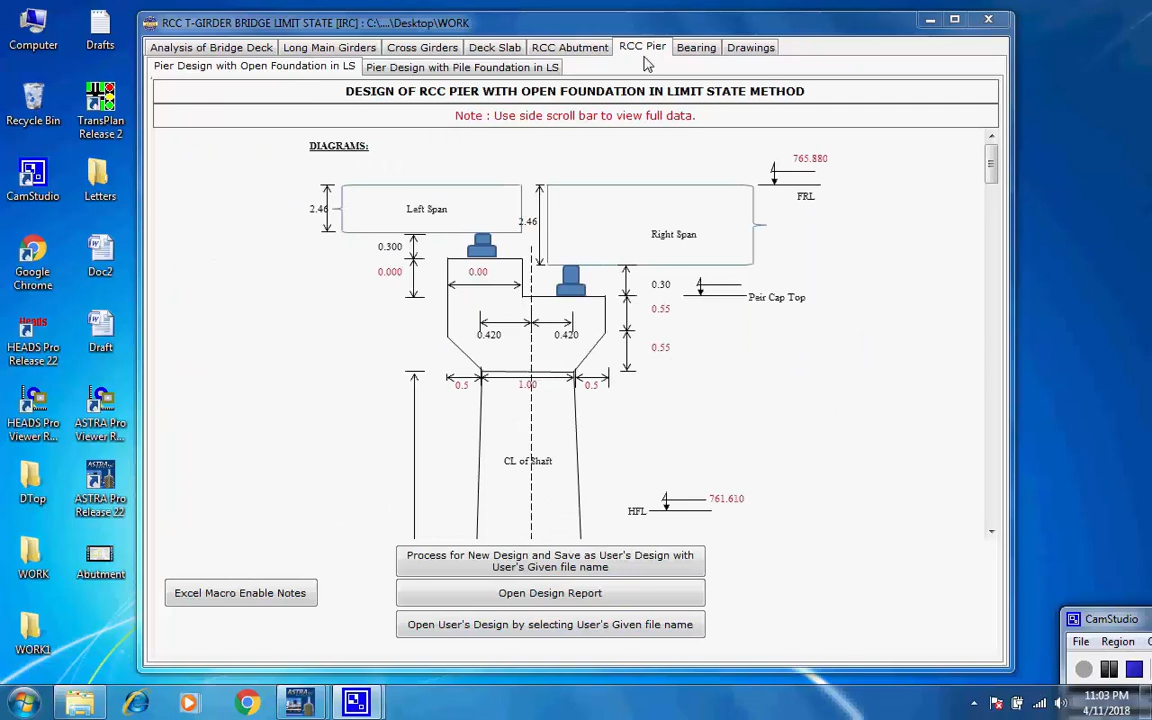 RCC T-GIRDER BRIDGE LIMIT STATE [IRC] : C:\....\Desktop\WORK
Analysis of Bridge Deck
Long Main Girders
Cross Girders
Deck Slab
RCC Abutment
RCC Pier
Bearing
Drawings
Pier Design with Open Foundation in LS
Pier Design with Pile Foundation in LS
DESIGN OF RCC PIER WITH OPEN FOUNDATION IN LIMIT STATE METHOD
Note : Use side scroll bar to view full data.
DIAGRAMS:
765.880
FRL
2.46
Left Span
2.46
Right Span
0.300
0.000
0.00
0.30
Peir Cap Top
0.55
0.420
0.420
0.55
0.5
1.00
0.5
CL of Shaft
761.610
HFL
Process for New Design and Save as User's Design with
User's Given file name
Excel Macro Enable Notes
Open Design Report
Open User's Design by selecting User's Given file name
Computer
Drafts
Recycle Bin
TransPlan
Release 2
CamStudio
Letters
Google
Chrome
Doc2
Heads
HEADS Pro
Release 22
Draft
HEADS Pro
Viewer R...
ASTRA Pro
Viewer R...
DTop
ASTRA
ASTRA Pro
Release 22
WORK
Abutment
WORK1
CamStudio
File
Region
ASTRA
11:03 PM
4/11/2018